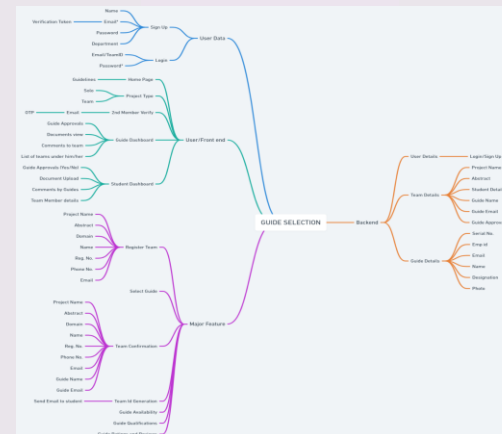 Name
Verification Token
Email*
Password
Department
Sign Up
Email/TeamID
Password*
Login
User Data
Guidelines
Home Page
Solo
Team
Project Type
OTP
Email
2nd Member Verify
Guide Approvals
Documents view
Comments to team
List of teams under him/her
Guide Dashboard
Guide Approvals (Yes/No)
Document Upload
Comments by Guides
Team Member details
Student Dashboard
User/Front end
Project Name
Abstract
Domain
Name
Reg. No.
Phone No.
Email
Register Team
Select Guide
Project Name
Abstract
Domain
Name
Reg. No.
Phone No.
Email
Guide Name
Guide Email
Team Confirmation
Send Email to student
Team Id Generation
Guide Availability
Guide Qualifications
Major Feature
GUIDE SELECTION
Backend
User Details
Login/Sign Up
Team Details
Project Name
Abstract
Student Detail
Guide Name
Guide Email
Guide Approv
Guide Details
Serial No.
Emp id
Email
Name
Designation
Photo